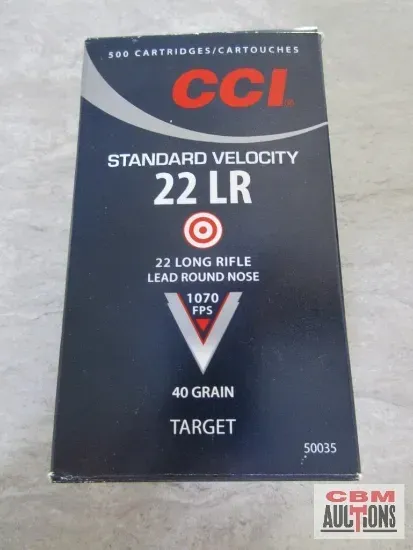 500 CARTRIDGES/CARTOUCHES
CCI®
STANDARD VELOCITY
22 LR
22 LONG RIFLE
LEAD ROUND NOSE
1070
FPS
40 GRAIN
TARGET
50035
CBM
AUCTIONS